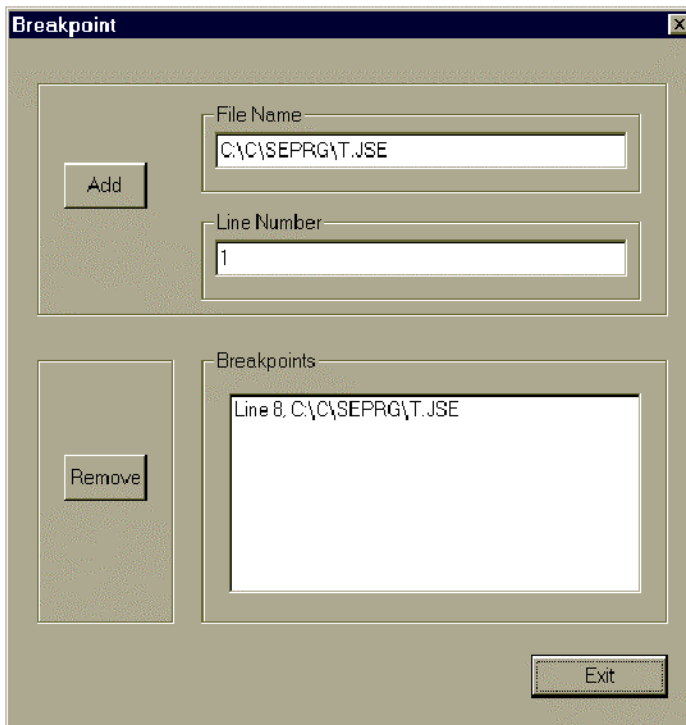 Breakpoint
File Name
C:\C\SEPRG\T.JSE
Add
Line Number
1
Breakpoints
Line 8, C:\C\SEPRG\T.JSE
Remove
Exit